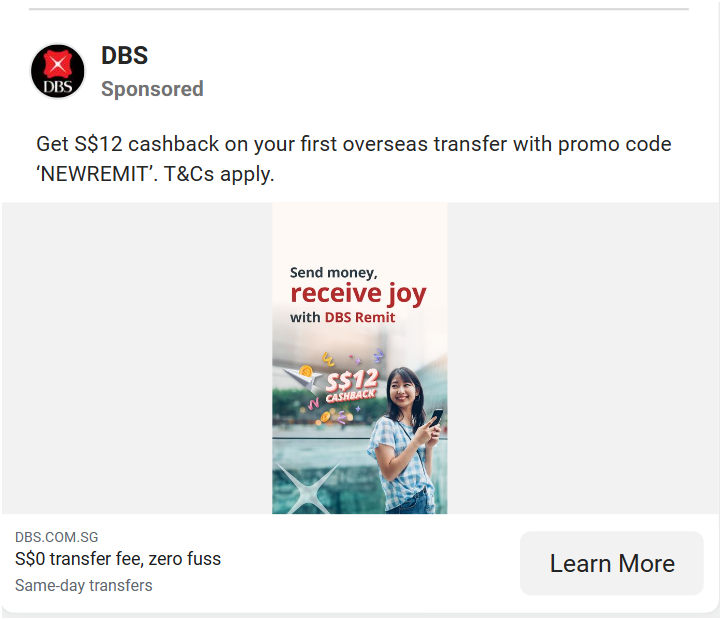 DBS
DBS
Sponsored
Get S$12 cashback on your first overseas transfer with promo code
‘NEWREMIT’. T&Cs apply.
Send money,
receive joy
with DBS Remit
S$12
CASHBACK
DBS.COM.SG
S$0 transfer fee, zero fuss
Same-day transfers
Learn More